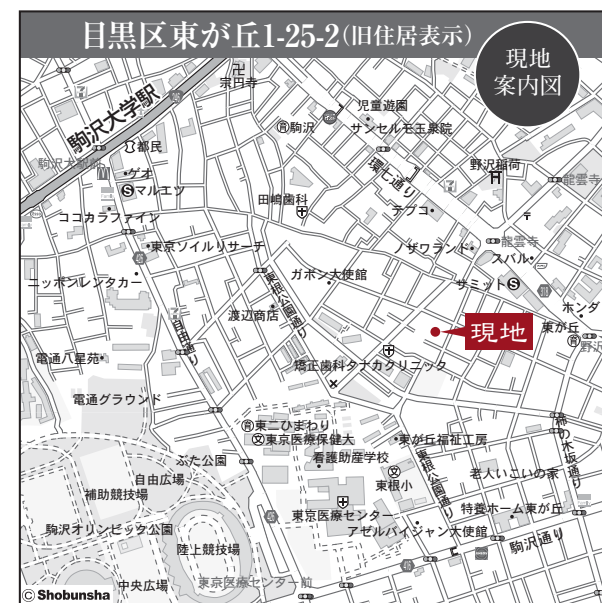 目黒区東が丘1-25-2(旧住居表示)
現地
案内図
宗円寺
駒沢大学駅
児童遊園
駒沢
サンセルモ玉泉院
都民
駒沢大駅前
環七通り
野沢稲荷
ゲオ
マルエツ
龍雲寺
田嶋歯科
テプコ
ココカラファイン
東京ソイルリサーチ
ノザワランド
龍雲寺
スバル
ニッポンレンタカー
東根公園通り
ガボン大使館
サミット
ホンダ
渡辺商店
自由通り
現地
東が丘
野沢
電通八星苑
矯正歯科タナカクリニック
電通グラウンド
柿の木坂通り
東二ひまわり
東京医療保健大
東が丘福祉工房
ぶた公園
看護助産学校
自由広場
東根小
東根公園通り
老人いこいの家
補助競技場
東京医療センター
特養ホーム東が丘
駒沢オリンピック公園
アゼルバイジャン大使館
駒沢通り
陸上競技場
中央広場
東京医療センター前
© Shobunsha